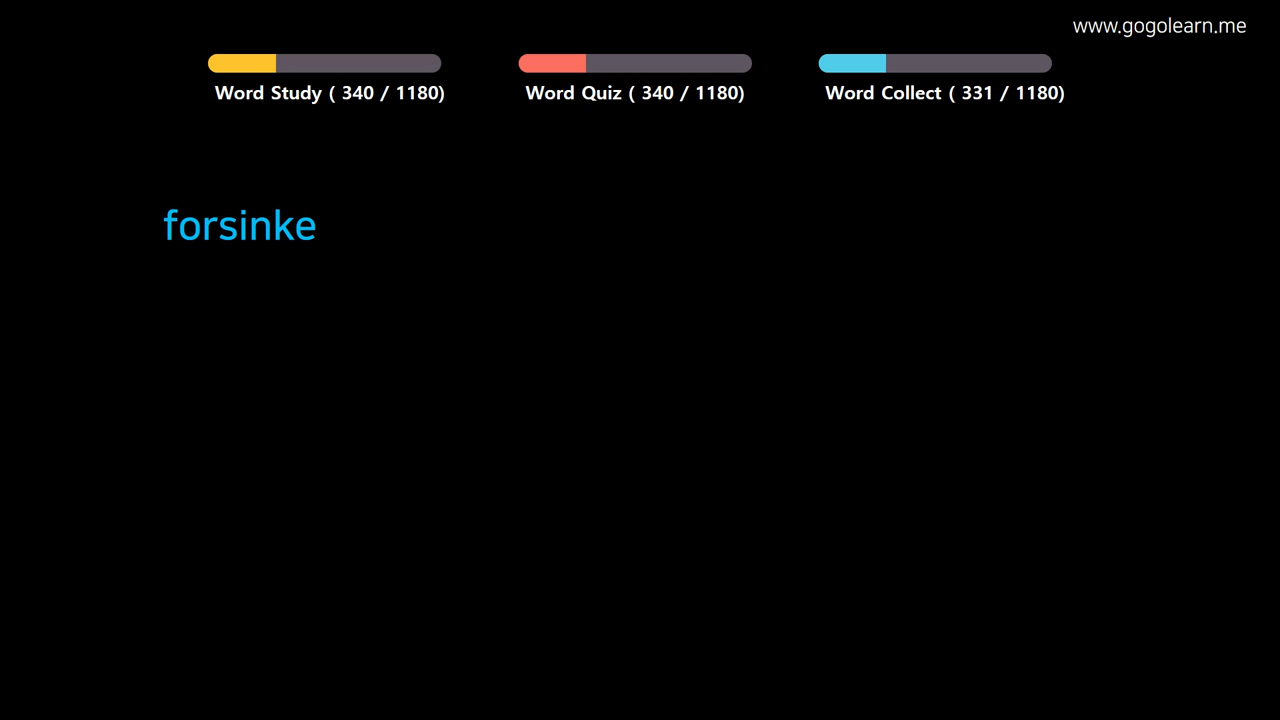 www.gogolearn.me
Word Study ( 340 / 1180)
Word Quiz ( 340 / 1180)
Word Collect ( 331 / 1180)
forsinke